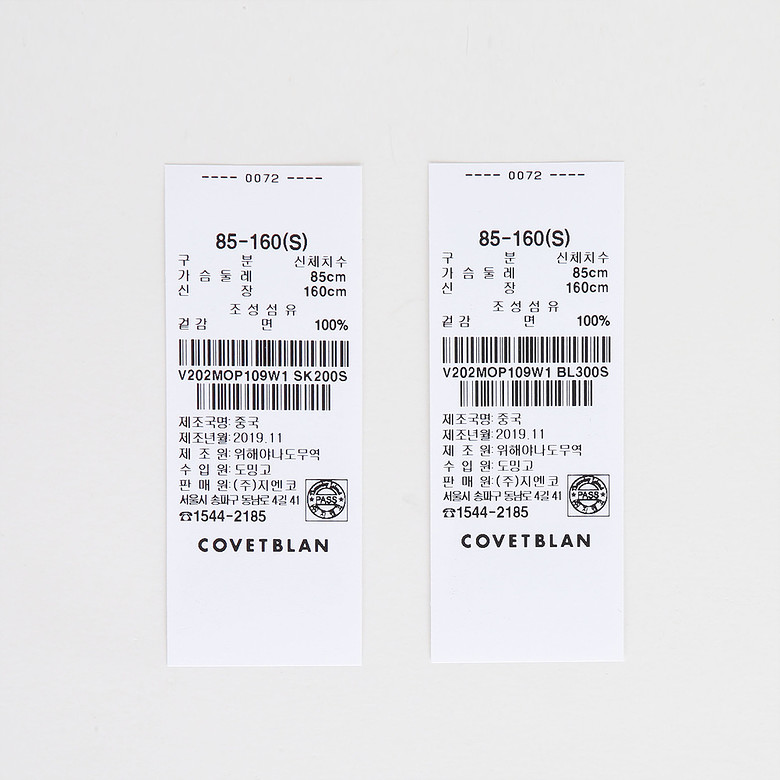 ---- 0072 ----
85-160(S)
구 분 신체치수
가 슴 둘 레 85cm
신 장 160cm
조 성 섬 유
겉 감 면 100%
V202MOP109W1 SK200S
제조국명: 중국
제조년월: 2019.11
제 조 원: 위해야나도무역
수 입 원: 도밍고
판 매 원: (주)지엔코
서울시 송파구 동남로 4길 41
☎1544-2185
PASS
COVETBLAN
---- 0072 ----
85-160(S)
구 분 신체치수
가 슴 둘 레 85cm
신 장 160cm
조 성 섬 유
겉 감 면 100%
V202MOP109W1 BL300S
제조국명: 중국
제조년월: 2019.11
제 조 원: 위해야나도무역
수 입 원: 도밍고
판 매 원: (주)지엔코
서울시 송파구 동남로 4길 41
☎1544-2185
PASS
COVETBLAN